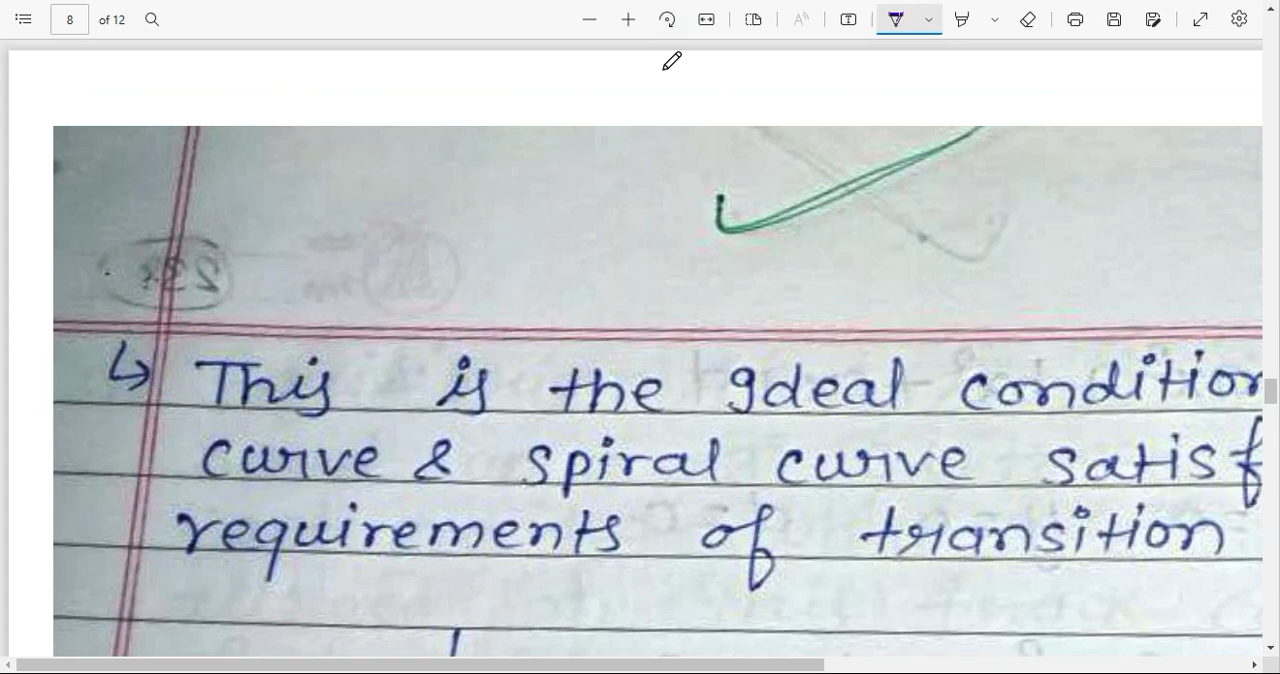 8 of 12
This is the Ideal condition
curve & spiral curve satisf
requirements of transition